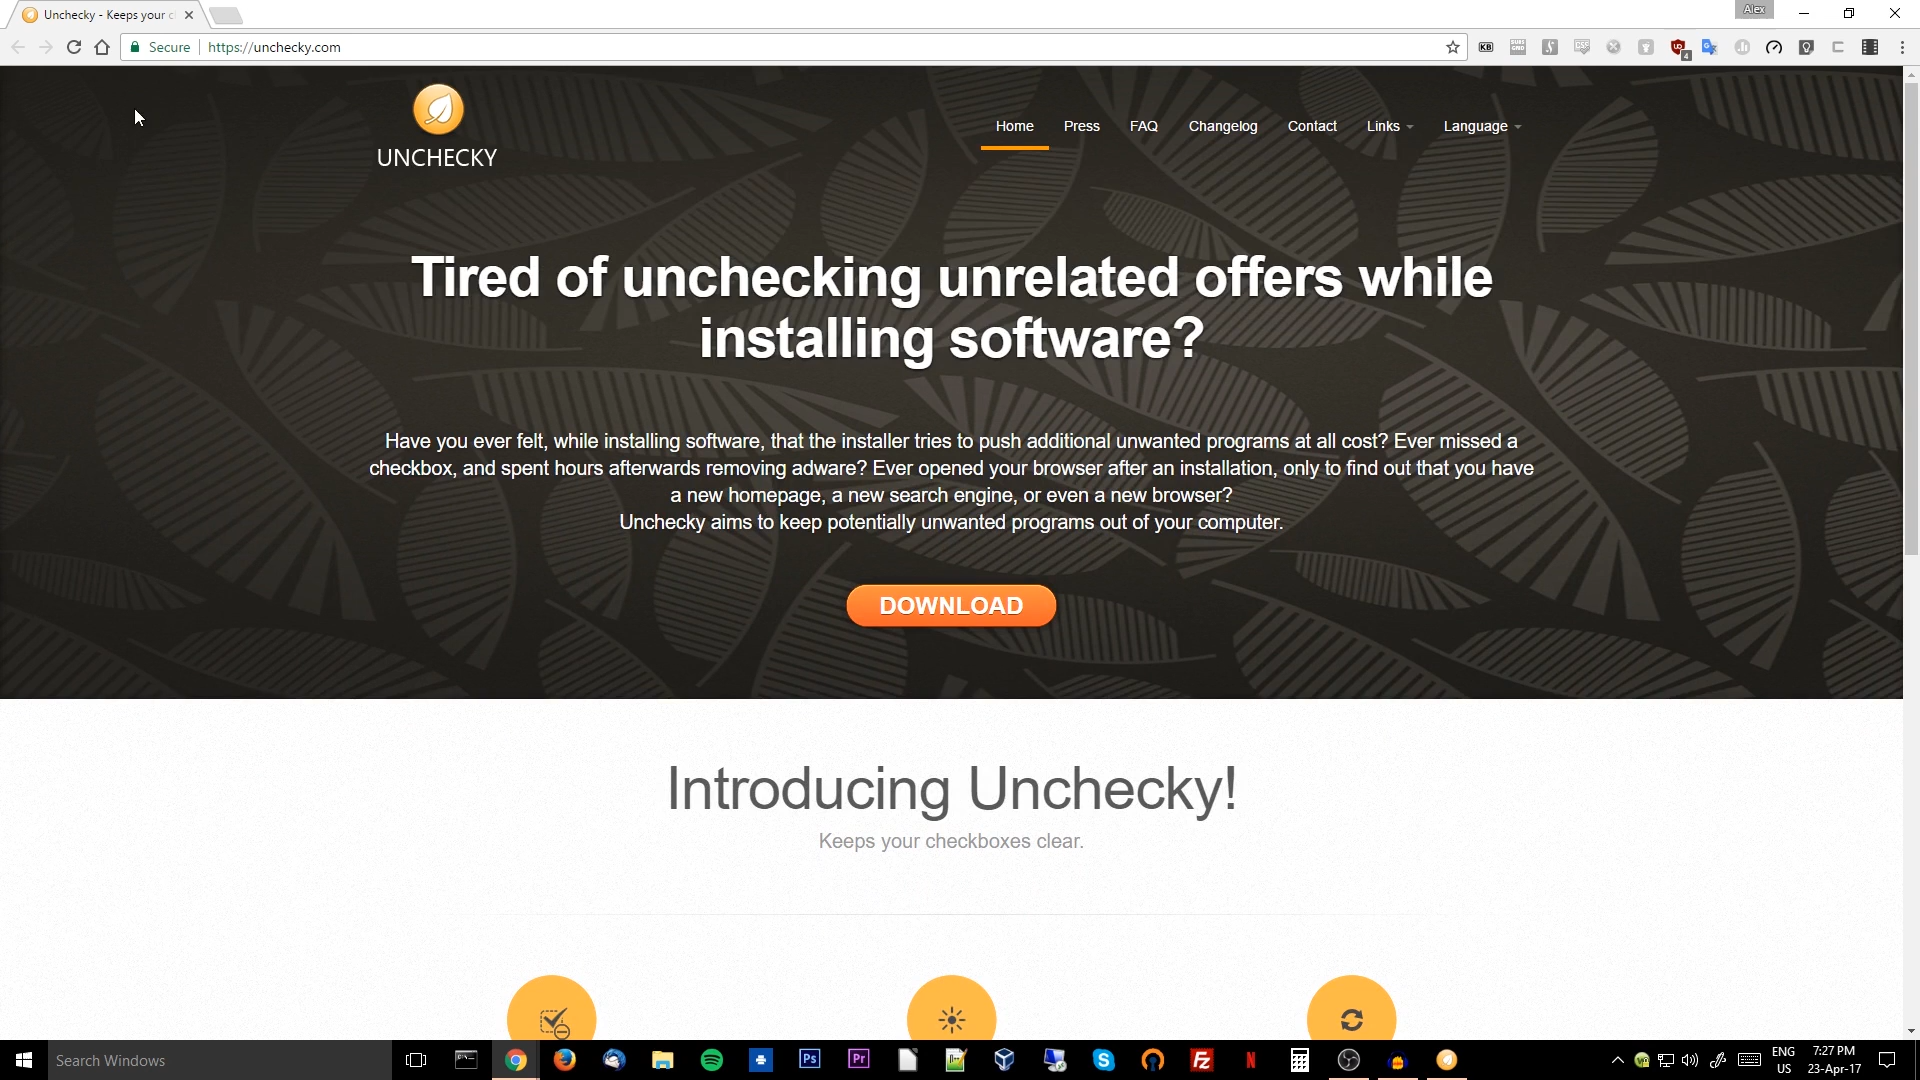 Unchecky - Keeps your c
Alex
Secure
https://unchecky.com
KB
4
UNCHECKY
Home
Press
FAQ
Changelog
Contact
Links
Language
Tired of unchecking unrelated offers while
installing software?
Have you ever felt, while installing software, that the installer tries to push additional unwanted programs at all cost? Ever missed a
checkbox, and spent hours afterwards removing adware? Ever opened your browser after an installation, only to find out that you have
a new homepage, a new search engine, or even a new browser?
Unchecky aims to keep potentially unwanted programs out of your computer.
DOWNLOAD
Introducing Unchecky!
Keeps your checkboxes clear.
Search Windows
Ps
Pr
Fz
N
ENG
US
7:27 PM
23-Apr-17